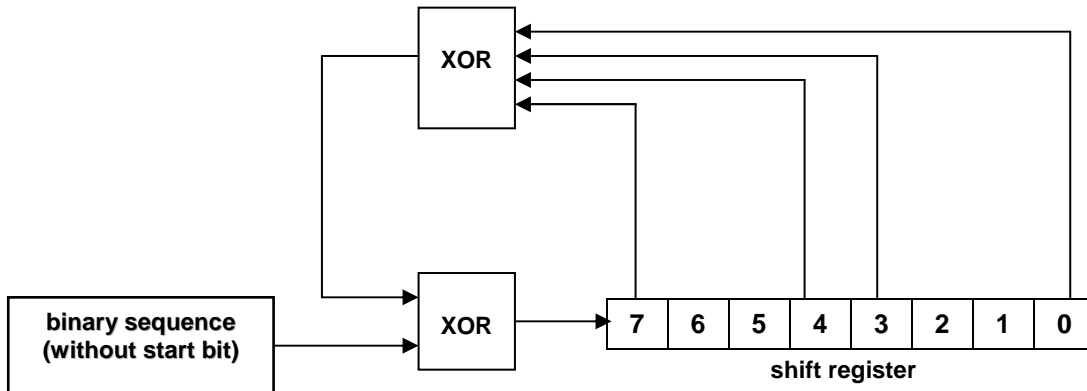 XOR
binary sequence
(without start bit)
XOR
7 6 5 4 3 2 1 0
shift register